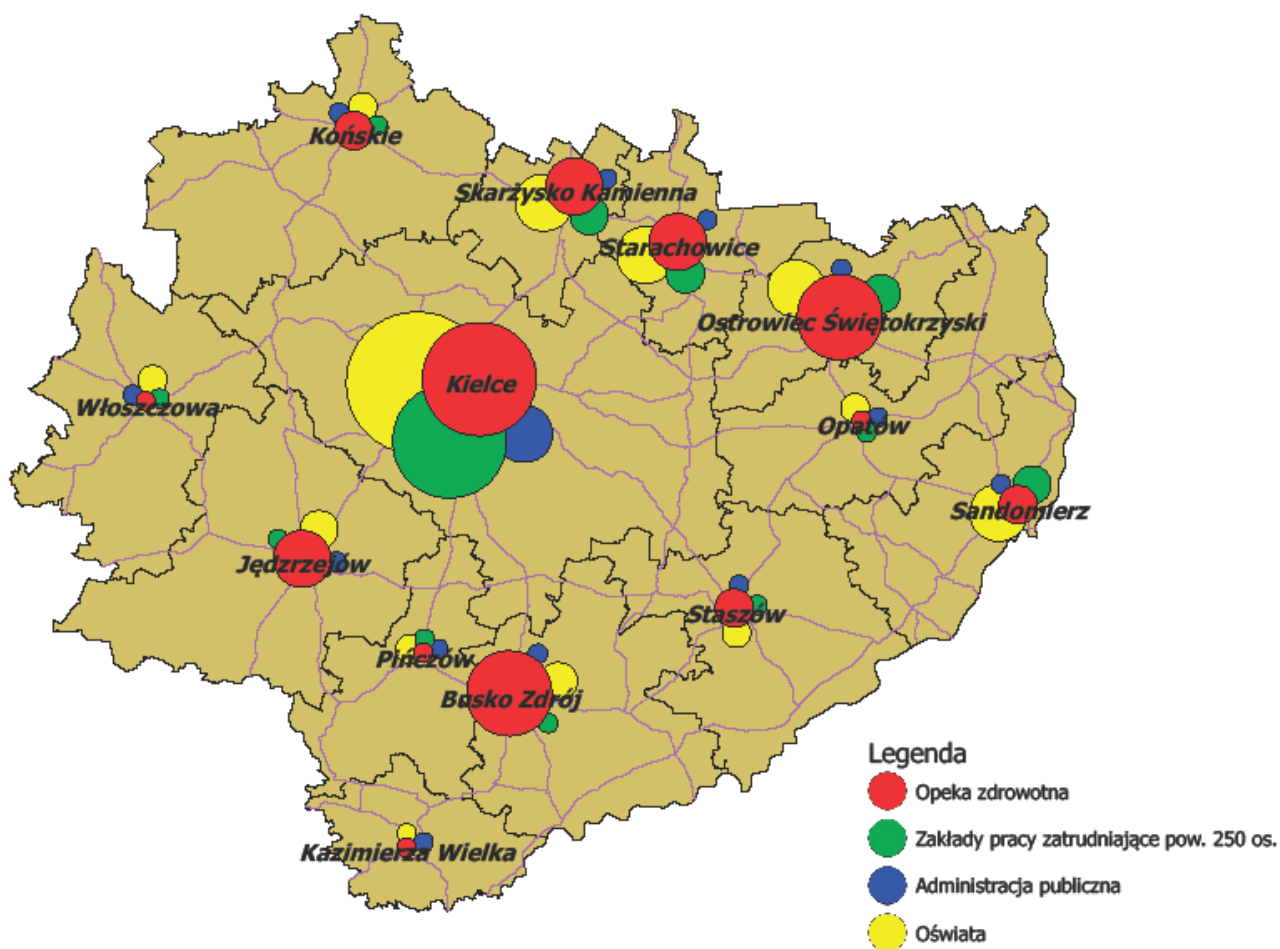 Końskie
Skarżysko Kamienna
Starachowice
Ostrowiec Świętokrzyski
Kielce
Włoszczowa
Opatów
Sandomierz
Jędzrzejów
Staszów
Pińczów
Busko Zdrój
Kazimierza Wielka
Legenda
Opeka zdrowotna
Zakłady pracy zatrudniające pow. 250 os.
Administracja publiczna
Oświata